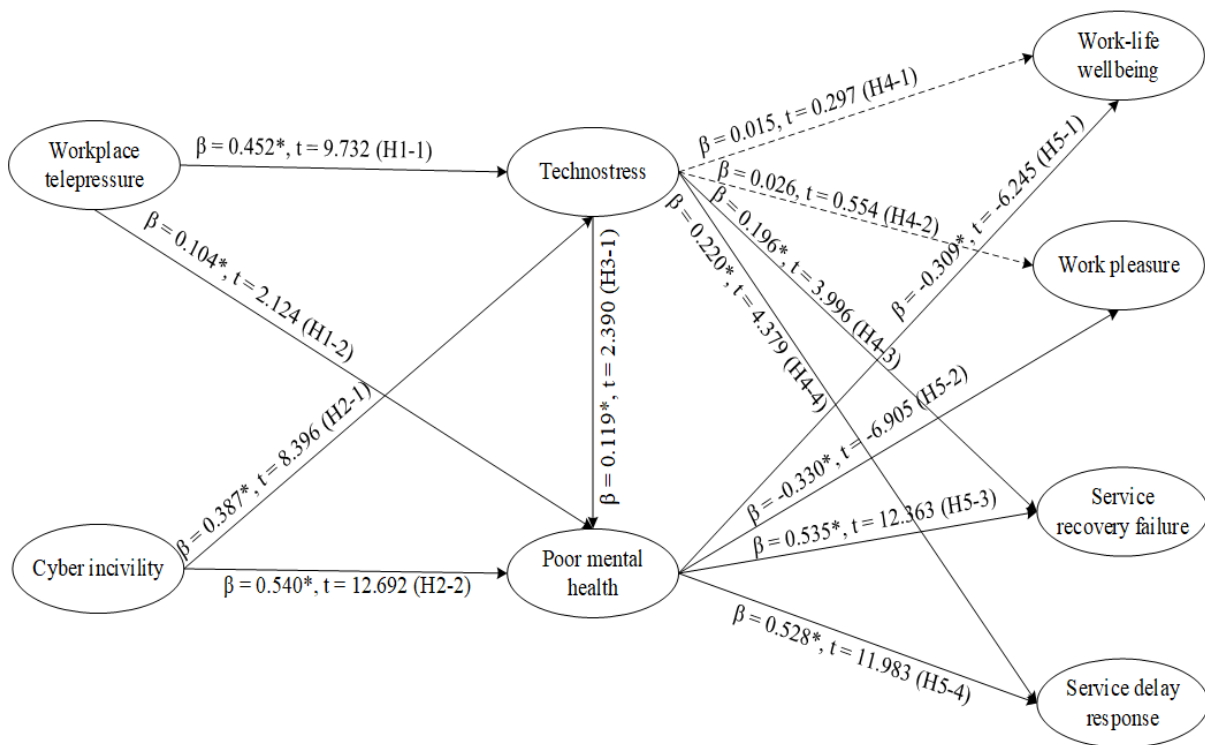 Work-life
wellbeing
β = 0.015, t = 0.297 (H4-1)
Workplace
telepressure
β = 0.452*, t = 9.732 (H1-1)
Technostress
β = 0.026, t = 0.554 (H4-2)
β = -0.309*, t = -6.245 (H5-1)
β = 0.196*, t = 3.996 (H4-3)
β = 0.220*, t = 4.379 (H4-4)
Work pleasure
β = 0.104*, t = 2.124 (H1-2)
β = 0.119*, t = 2.390 (H3-1)
β = 0.387*, t = 8.396 (H2-1)
β = -0.330*, t = -6.905 (H5-2)
Service
recovery failure
β = 0.535*, t = 12.363 (H5-3)
Cyber incivility
β = 0.540*, t = 12.692 (H2-2)
Poor mental
health
β = 0.528*, t = 11.983 (H5-4)
Service delay
response